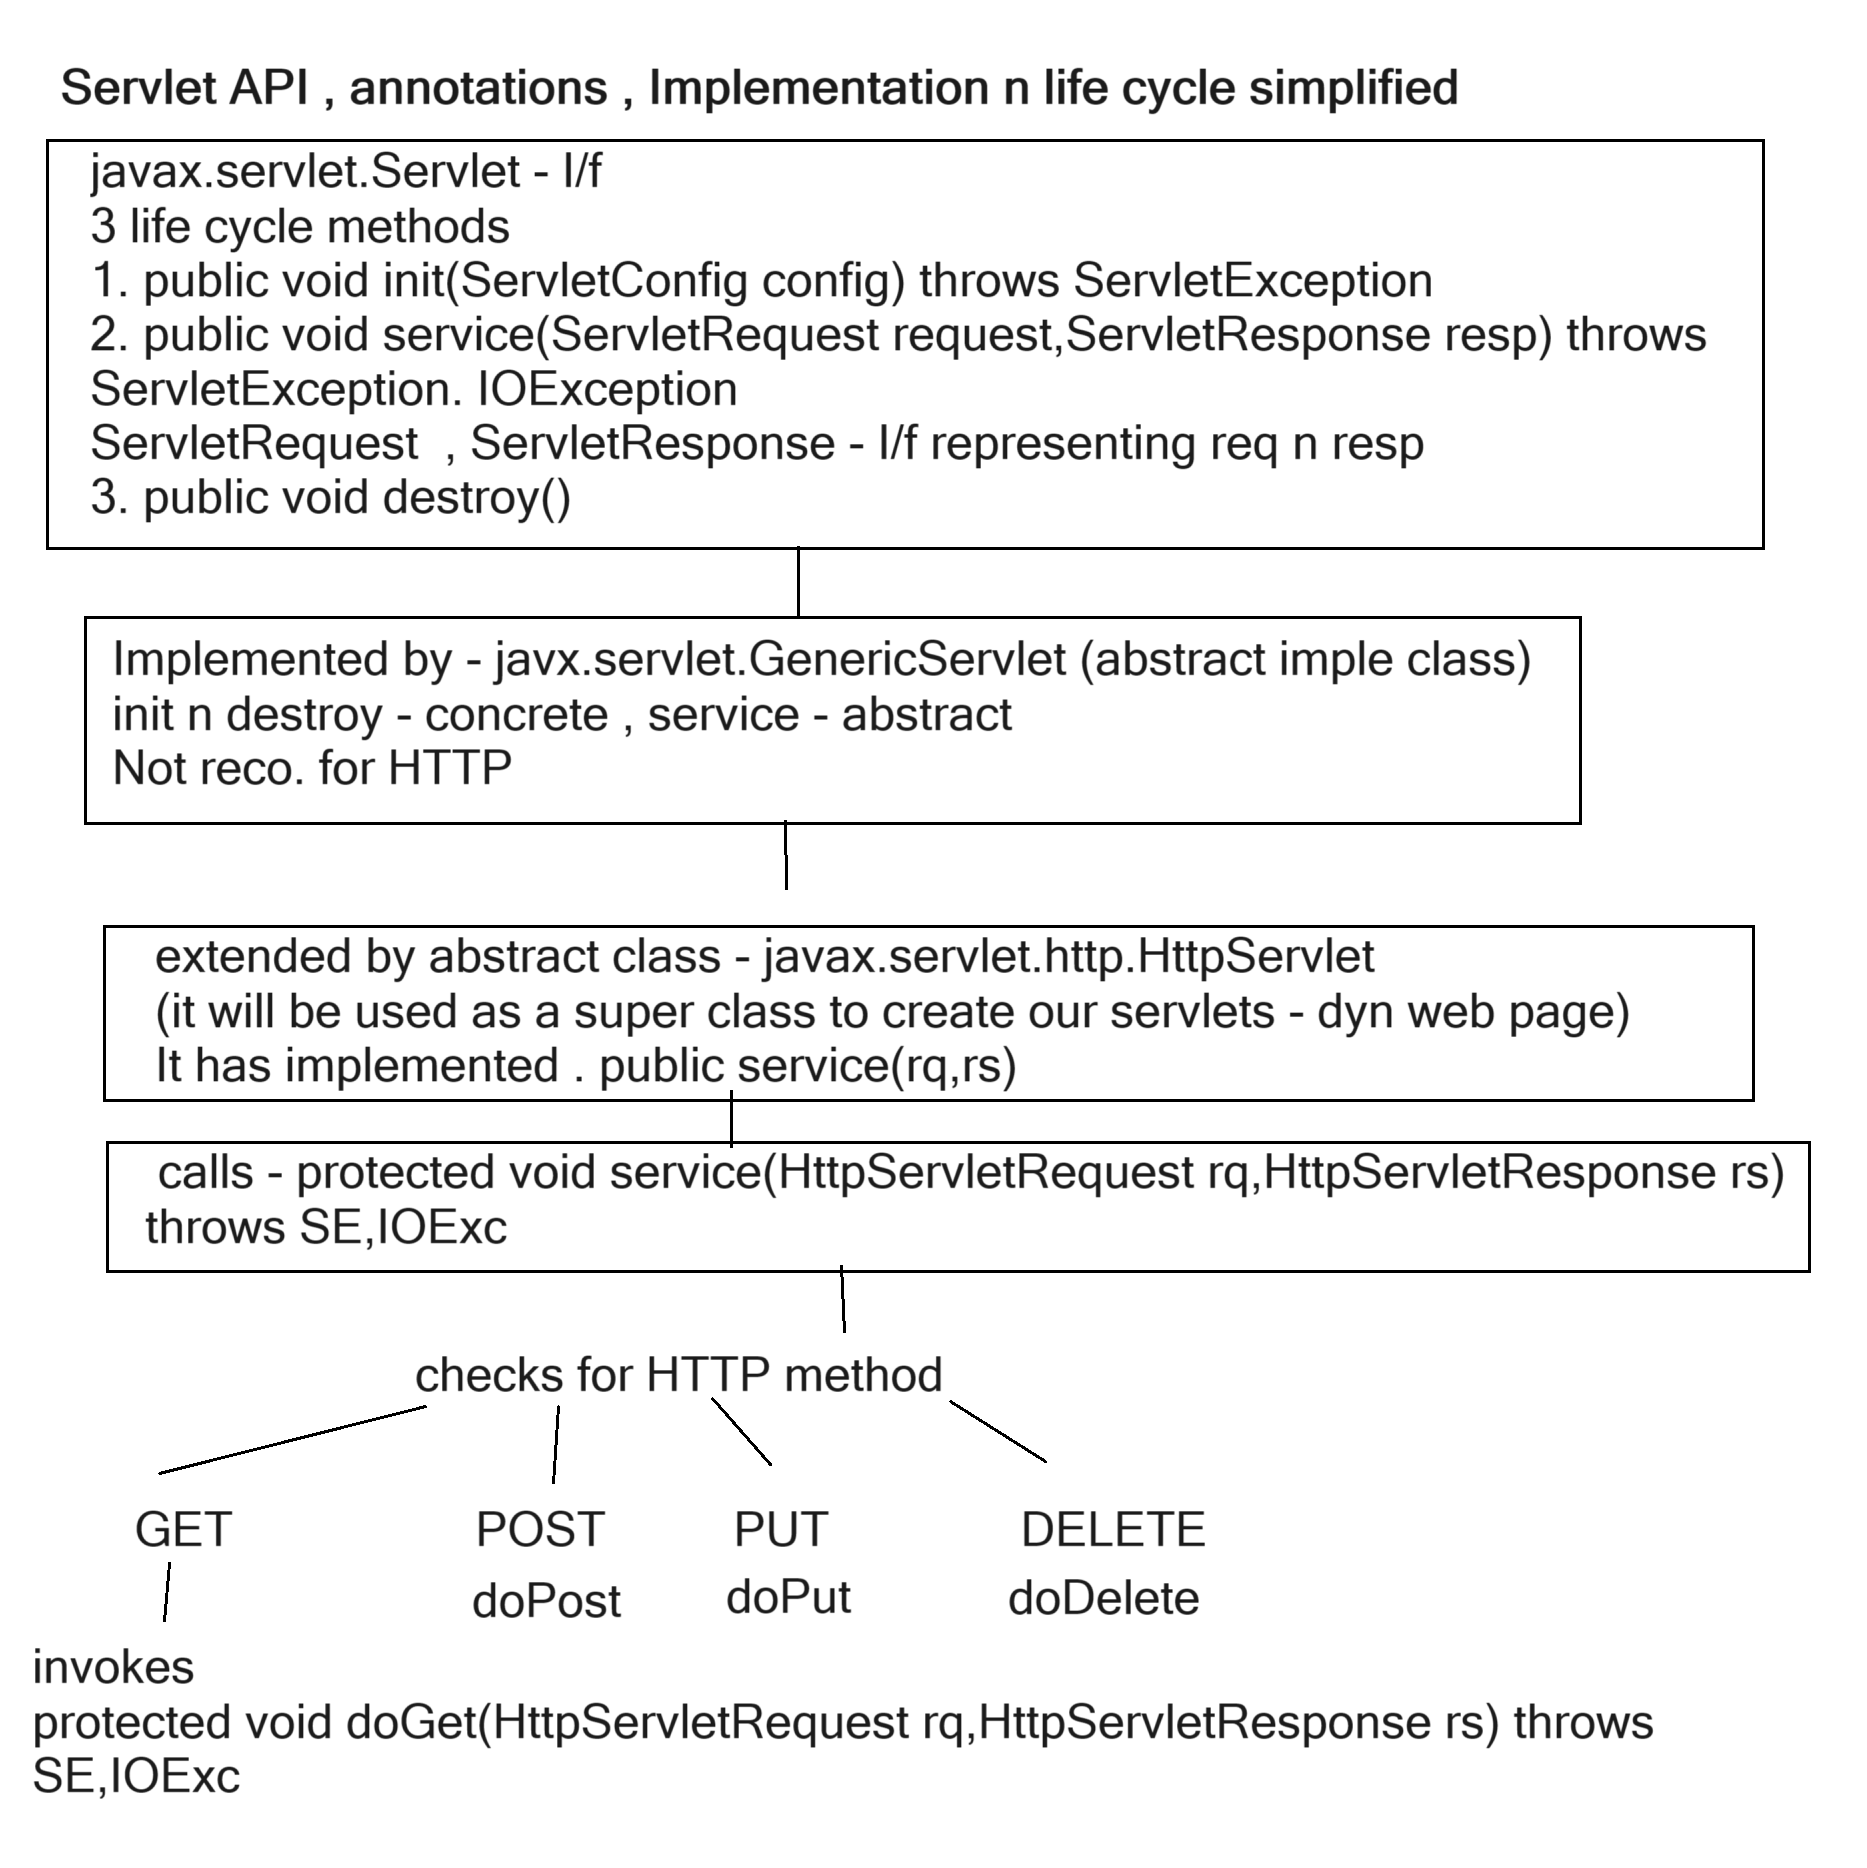 Servlet API , annotations , Implementation n life cycle simplified
javax.servlet.Servlet - I/f
3 life cycle methods
1. public void init(ServletConfig config) throws ServletException
2. public void service(ServletRequest request,ServletResponse resp) throws
ServletException. IOException
ServletRequest  , ServletResponse - I/f representing req n resp
3. public void destroy()
Implemented by - javx.servlet.GenericServlet (abstract imple class)
init n destroy - concrete , service - abstract
Not reco. for HTTP
extended by abstract class - javax.servlet.http.HttpServlet
(it will be used as a super class to create our servlets - dyn web page)
It has implemented . public service(rq,rs)
calls - protected void service(HttpServletRequest rq,HttpServletResponse rs)
throws SE,IOExc
checks for HTTP method
GET POST PUT DELETE
doPost doPut doDelete
invokes
protected void doGet(HttpServletRequest rq,HttpServletResponse rs) throws
SE,IOExc